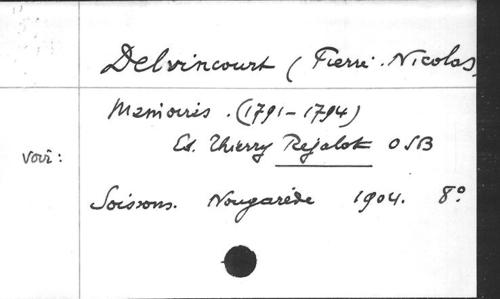 Delvincourt (Pierre-Nicolas)
Memoires. (1791-1794)
Ed. Thierry Rejalot OSB
Voir:
Soissons. Nougarède 1904. 8°